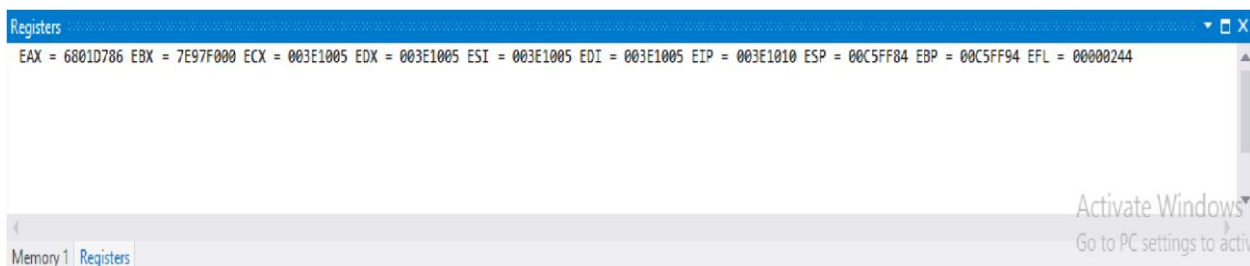 Registers
EAX = 6801D786 EBX = 7E97F000 ECX = 003E1005 EDX = 003E1005 ESI = 003E1005 EDI = 003E1005 EIP = 003E1010 ESP = 00C5FF84 EBP = 00C5FF94 EFL = 00000244
Activate Windows
Go to PC settings to activ
Memory 1 Registers